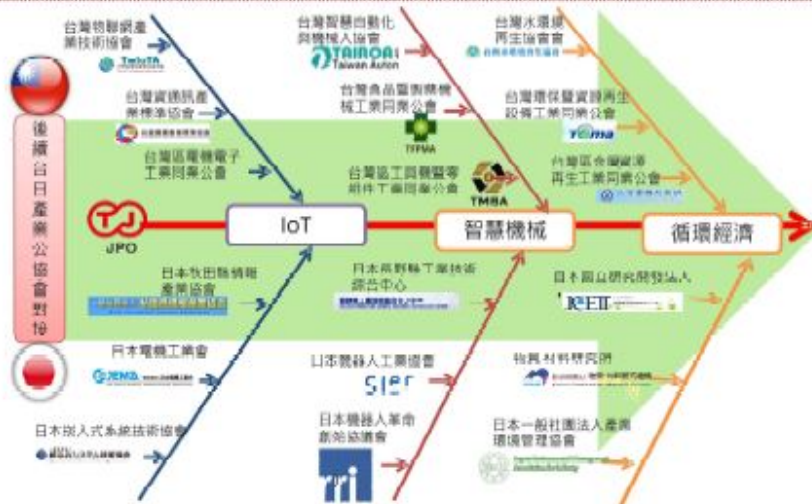 台灣物聯網產
業技術協會
TwIoTA
台灣智慧自動化
與機械人協會
TAIROA
Taiwan Autom
台灣水環境
再生協會
台灣資通訊產
業標準協會
台灣食品暨製藥機
械工業同業公會
TFPMA
台灣環保暨資源再生
設備工業同業公會
Tema
台灣區電機電子
工業同業公會
台灣區工具機暨零
組件工業同業公會
TMBA
台灣區金屬資源
再生工業同業公會
後續台日產業公協會對接
TJ
JPO
IoT
智慧機械
循環經濟
日本秋田縣情報
產業協會
日本長野縣工業技術
綜合中心
日本國立研究開發法人
日本電機工業會
JEMA
日本機器人工業協會
SIer
物質材料研究所
日本嵌入式系統技術協會
日本機器人革命
創始協議會
日本一般社團法人產業
環境管理協會